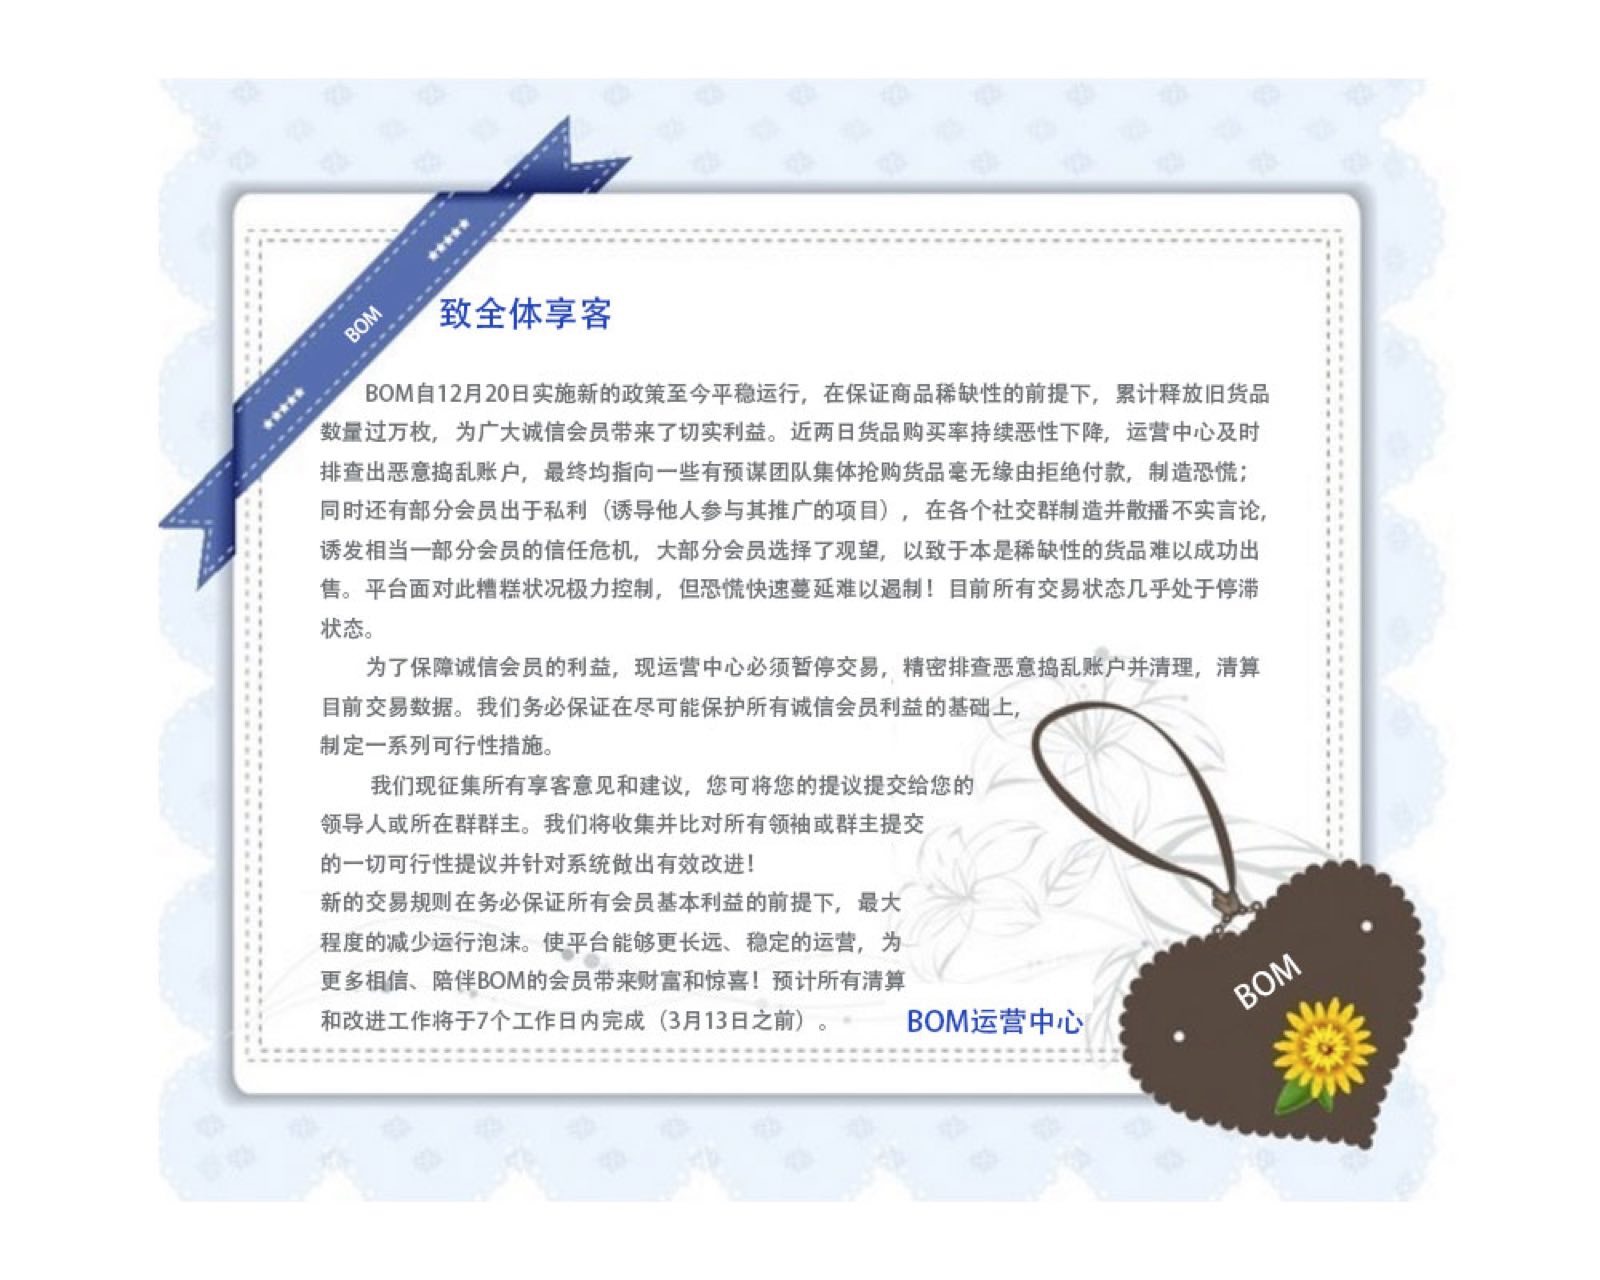 BOM
致全体享客
BOM自12月20日实施新的政策至今平稳运行，在保证商品稀缺性的前提下，累计释放旧货品
数量过万枚，为广大诚信会员带来了切实利益。近两日货品购买率持续恶性下降，运营中心及时
排查出恶意捣乱账户，最终均指向一些有预谋团队集体抢购货品毫无缘由拒绝付款，制造恐慌；
同时还有部分会员出于私利（诱导他人参与其推广的项目），在各个社交群制造并散播不实言论，
诱发相当一部分会员的信任危机，大部分会员选择了观望，以致于本是稀缺性的货品难以成功出
售。平台面对此糟糕状况极力控制，但恐慌快速蔓延难以遏制！目前所有交易状态几乎处于停滞
状态。
为了保障诚信会员的利益，现运营中心必须暂停交易，精密排查恶意捣乱账户并清理，清算
目前交易数据。我们务必保证在尽可能保护所有诚信会员利益的基础上，
制定一系列可行性措施。
我们现征集所有享客意见和建议，您可将您的提议提交给您的
领导人或所在群群主。我们将收集并比对所有领袖或群主提交
的一切可行性提议并针对系统做出有效改进！
新的交易规则在务必保证所有会员基本利益的前提下，最大
程度的减少运行泡沫。使平台能够更长远、稳定的运营，为
更多相信、陪伴BOM的会员带来财富和惊喜！预计所有清算
和改进工作将于7个工作日内完成（3月13日之前）。
BOM运营中心
BOM